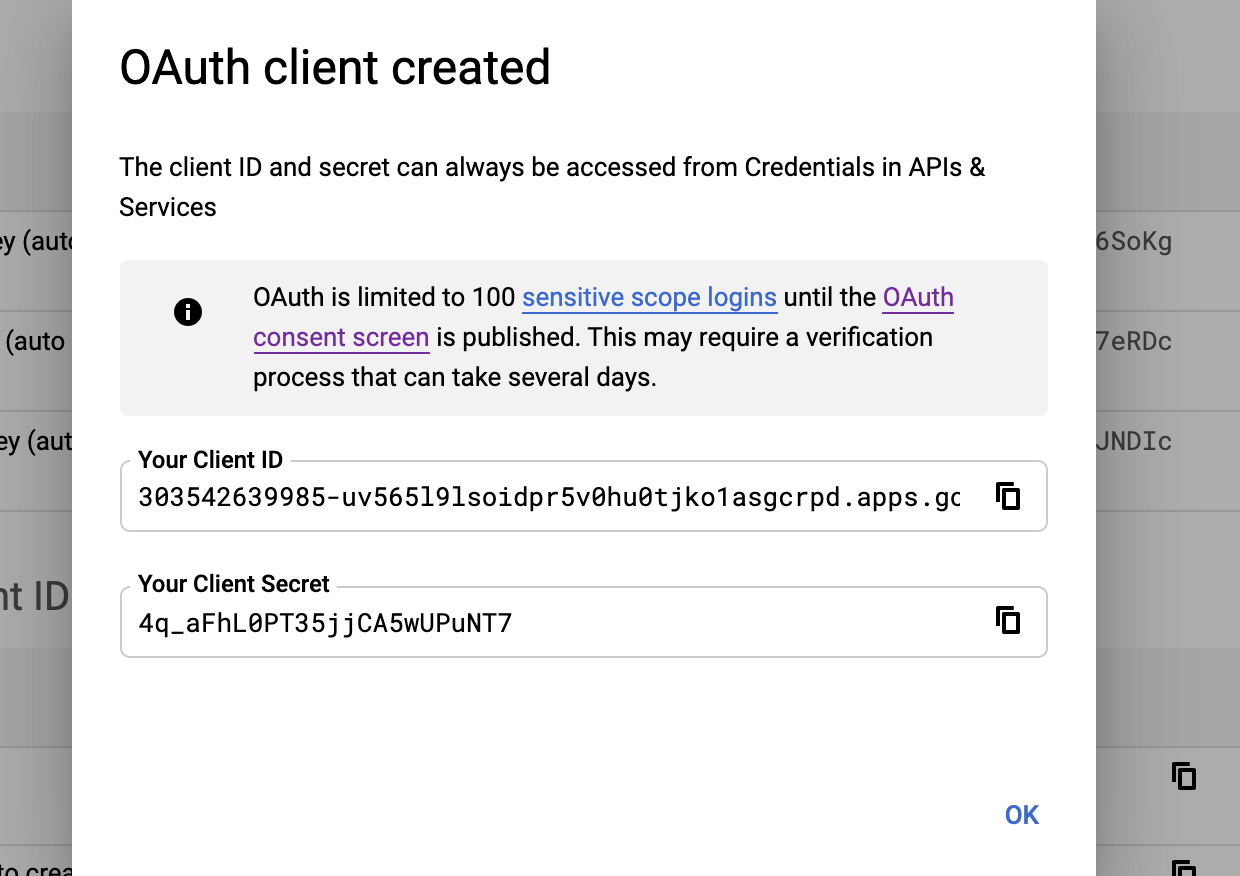 OAuth client created
The client ID and secret can always be accessed from Credentials in APIs &
Services
OAuth is limited to 100 sensitive scope logins until the OAuth
consent screen is published. This may require a verification
process that can take several days.
Your Client ID
303542639985-uv565l9lsoidpr5v0hu0tjko1asgcrpd.apps.gc
Your Client Secret
4q_aFhL0PT35jjCA5wUPuNT7
OK
ey (auto
6SoKg
(auto
7eRDc
ey (aut
JNDIc
nt ID
to crea